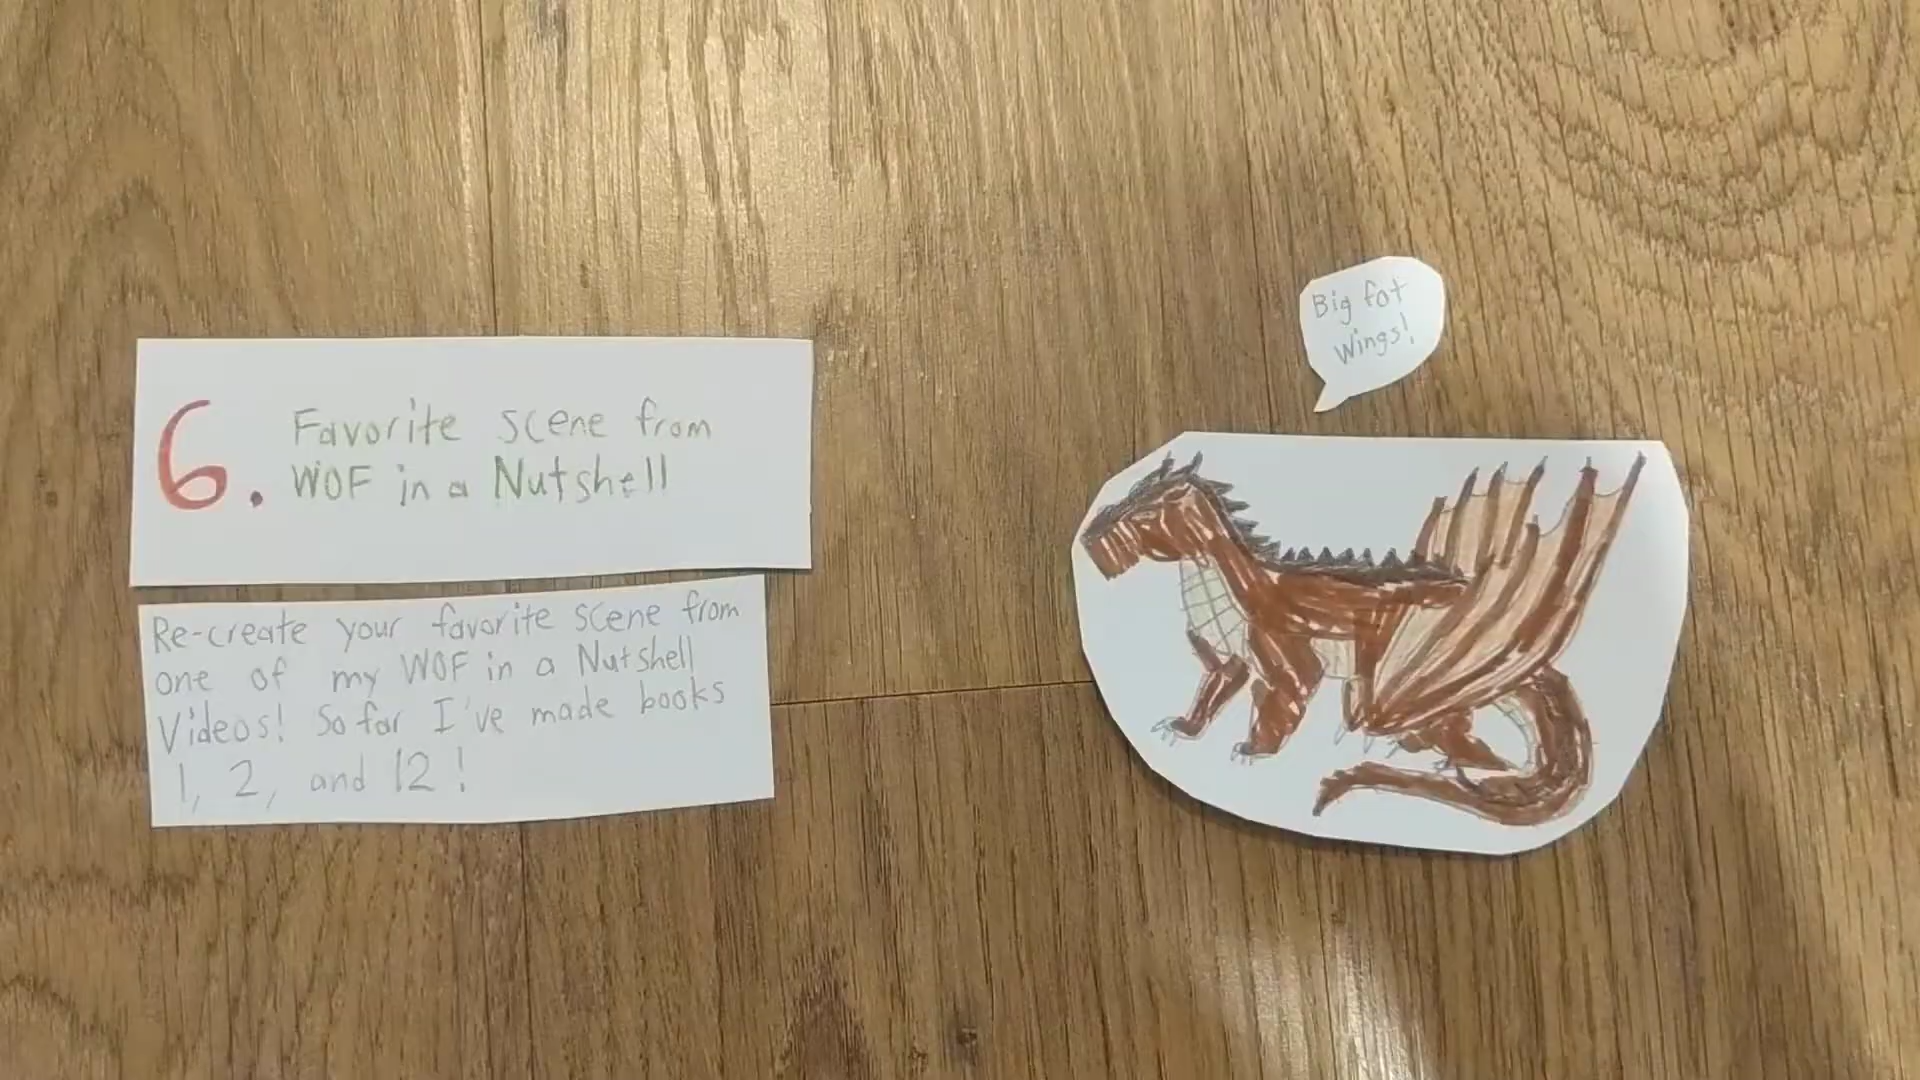 6. Favorite scene from
WOF in a Nutshell
Re-create your favorite scene from
one of my WOF in a Nutshell
Videos! So far I've made books
1, 2, and 12!
Big fat
Wings!